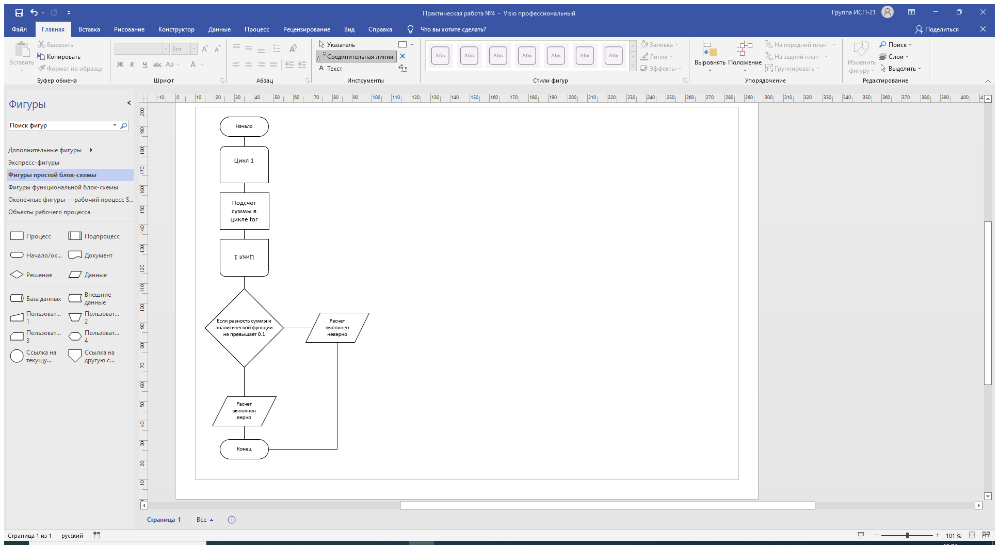 Практическая работа №4 - Visio профессиональный
Группа ИСП-21
Файл Главная Вставка Рисование Конструктор Данные Процесс Рецензирование Вид Справка Что вы хотите сделать? Поделиться
Вставить
Вырезать
Копировать
Формат по образцу
Буфер обмена
8пт
Ж К Ч abc Aa A
Шрифт
Абзац
Указатель
Соединительная линия
Текст
Инструменты
Абв Абв Абв Абв Абв Абв Абв
Стили фигур
Заливка
Линия
Эффекты
Выровнять Положение
На передний план
На задний план
Группировать
Упорядочение
Изменить фигуру
Поиск
Слои
Выделить
Редактирование
Фигуры
Поиск фигур
Дополнительные фигуры
Экспресс-фигуры
Фигуры простой блок-схемы
Фигуры функциональной блок-схемы
Оконечные фигуры — рабочий процесс S...
Объекты рабочего процесса
Процесс Подпроцесс
Начало/ок... Документ
Решение Данные
База данных Внешние данные
Пользоват... 1 Пользоват... 2
Пользоват... 3 Пользоват... 4
Ссылка на текущу... Ссылка на другую с...
-10 0 10 20 30 40 50 60 70 80 90 100 110 120 130 140 150 160 170 180 190 200 210 220 230 240 250 260 270 280 290 300 310 320 330 340 350 360 370 380 390 400 4
200
190
180
170
160
150
140
130
120
110
100
90
80
70
60
50
40
30
20
10
Начало
Цикл 1
Подсчет
суммы в
цикле for
Цикл 1
Если разность суммы и
аналитической функции
не превышает 0.1
Расчет
выполнен
неверно
Расчет
выполнен
верно
Конец
Страница-1 Все
Страница 1 из 1 русский
101 %